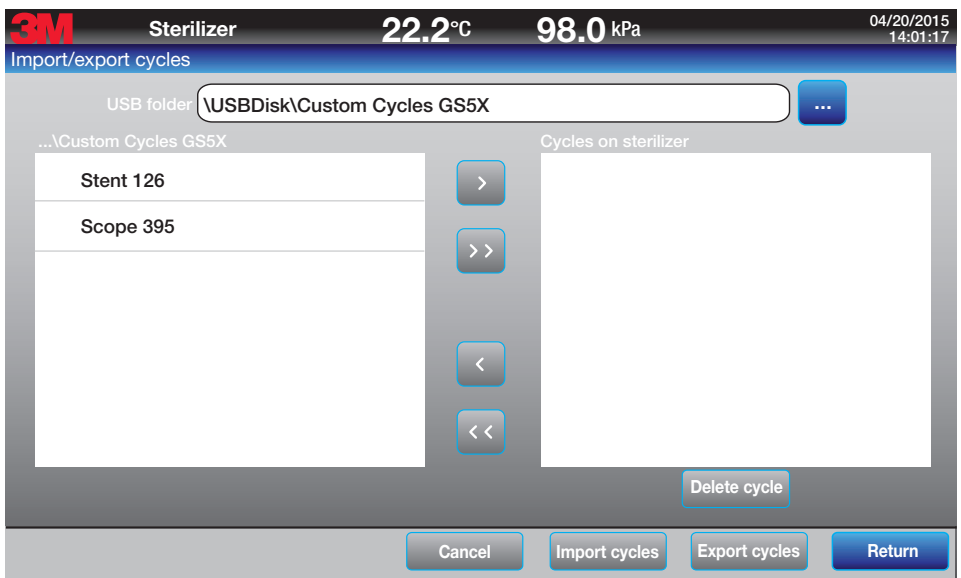 3M Sterilizer 22.2°C 98.0 kPa 04/20/2015
14:01:17
Import/export cycles
USB folder \USBDisk\Custom Cycles GS5X ...
...\Custom Cycles GS5X Cycles on sterilizer
Stent 126 >
Scope 395
>>
<
<<
Delete cycle
Cancel Import cycles Export cycles Return